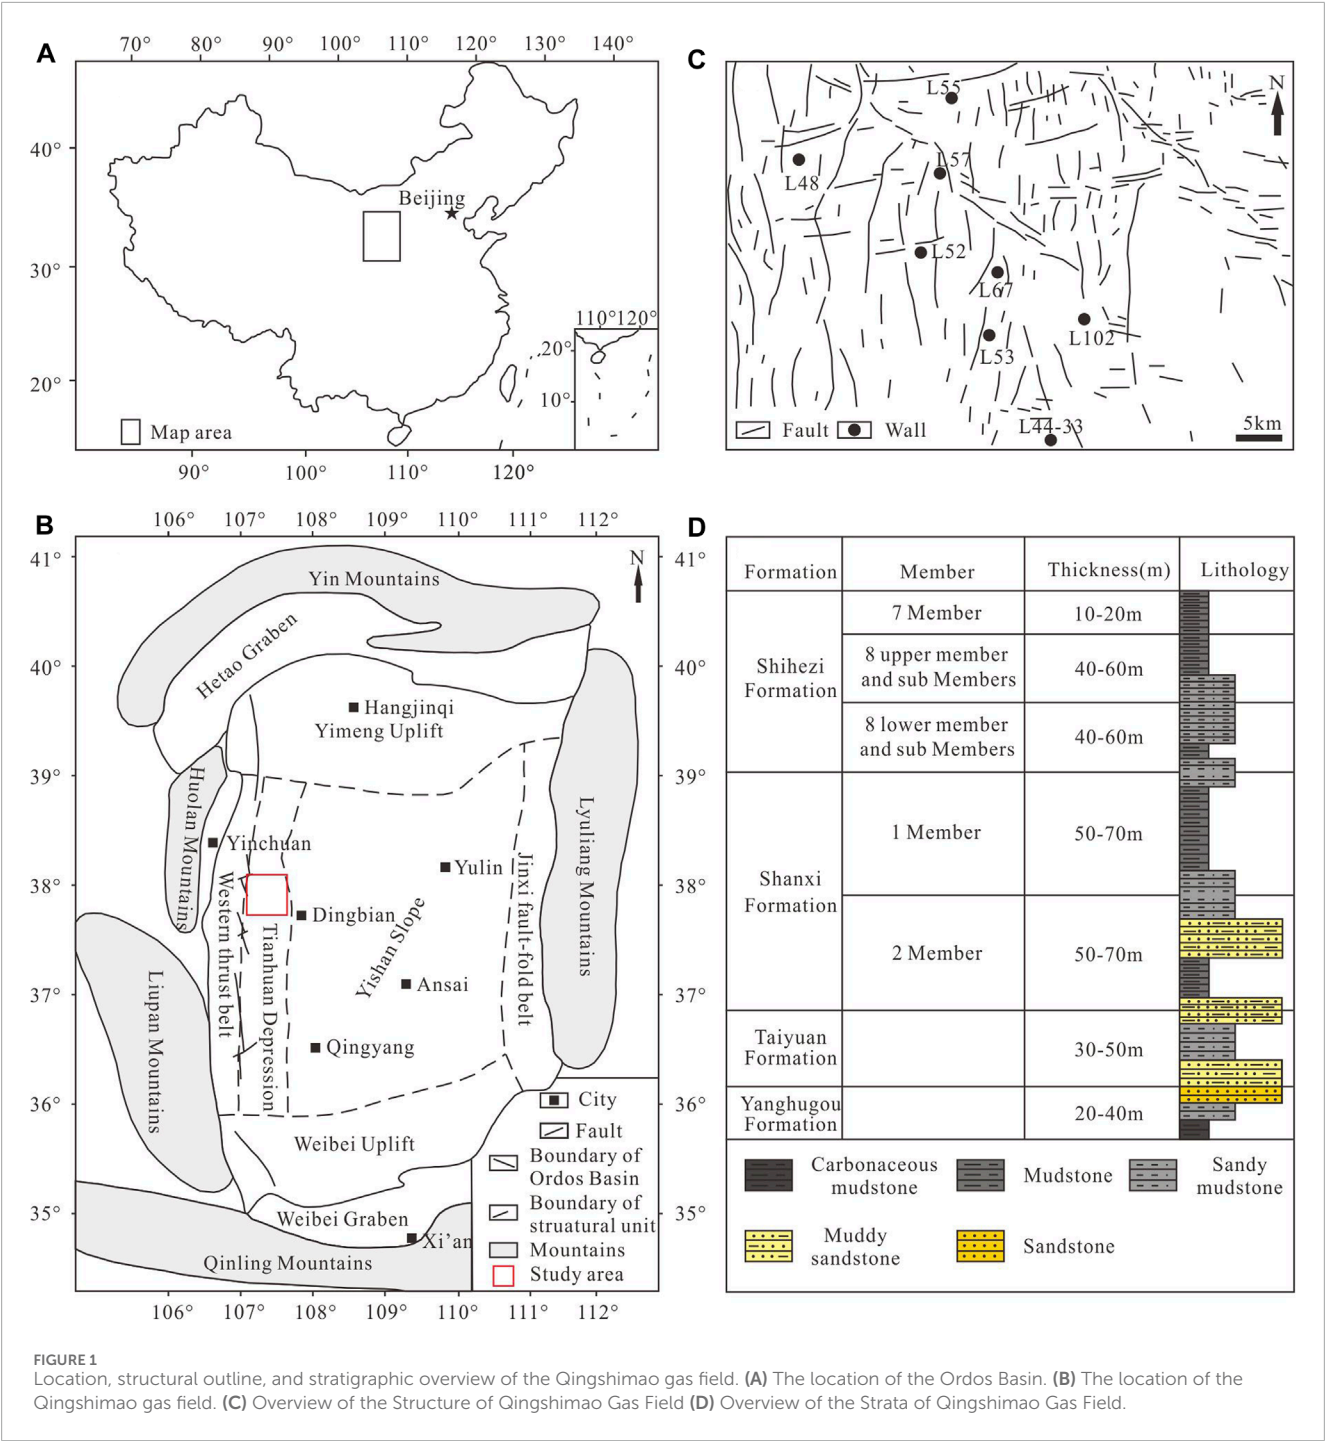 A
70° 80° 90° 100° 110° 120° 130° 140°
40°
30°
20°
Beijing
110° 120°
20°
10°
Map area
90° 100° 110° 120°
C
N
L55
L57
L48
L52
L67
L102
L53
L44-33
Fault Wall
5km
B
106° 107° 108° 109° 110° 111° 112°
41° 41°
40° 40°
39° 39°
38° 38°
37° 37°
36° 36°
35° 35°
N
Yin Mountains
Hetao Graben
Hangjinqi
Yimeng Uplift
Huolan Mountains
Yinchuan
Yulin
Lyuliang Mountains
Jinxi fault-fold belt
Western thrust belt
Dingbian
Tianhuan Depression
Yishan Slope
Ansai
Liupan Mountains
Qingyang
Weibei Uplift
Weibei Graben
Xi'an
Qinling Mountains
City
Fault
Boundary of
Ordos Basin
Boundary of
struatural unit
Mountains
Study area
106° 107° 108° 109° 110° 111° 112°
D
Formation Member Thickness(m) Lithology
Shihezi
Formation
7 Member 10-20m
8 upper member
and sub Members 40-60m
8 lower member
and sub Members 40-60m
Shanxi
Formation
1 Member 50-70m
2 Member 50-70m
Taiyuan
Formation 30-50m
Yanghugou
Formation 20-40m
Carbonaceous
mudstone
Mudstone
Sandy
mudstone
Muddy
sandstone
Sandstone
FIGURE 1
Location, structural outline, and stratigraphic overview of the Qingshimao gas field. (A) The location of the Ordos Basin. (B) The location of the
Qingshimao gas field. (C) Overview of the Structure of Qingshimao Gas Field (D) Overview of the Strata of Qingshimao Gas Field.